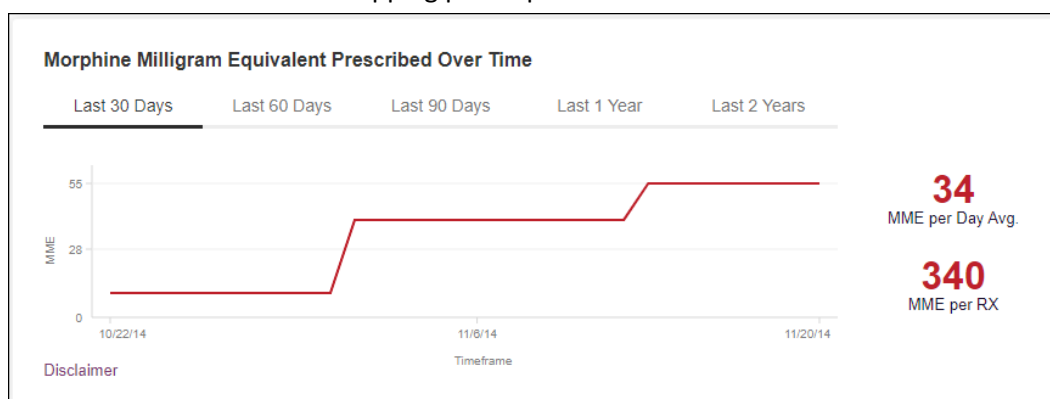 Morphine Milligram Equivalent Prescribed Over Time
Last 30 Days Last 60 Days Last 90 Days Last 1 Year Last 2 Years
55
28
0
MME
10/22/14 11/6/14 11/20/14
Timeframe
34
MME per Day Avg.
340
MME per RX
Disclaimer